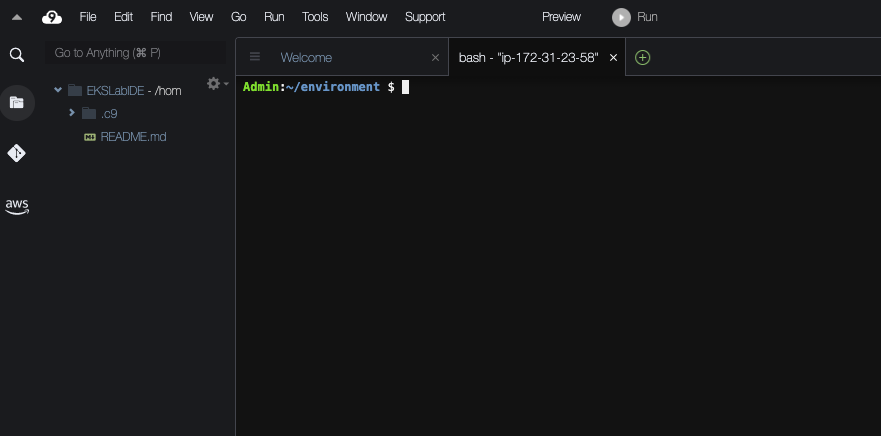 9 File Edit Find View Go Run Tools Window Support Preview Run
Go to Anything (⌘ P)
Welcome
bash - "ip-172-31-23-58"
EKSLabIDE - /hom
.c9
README.md
aws
Admin:~/environment $